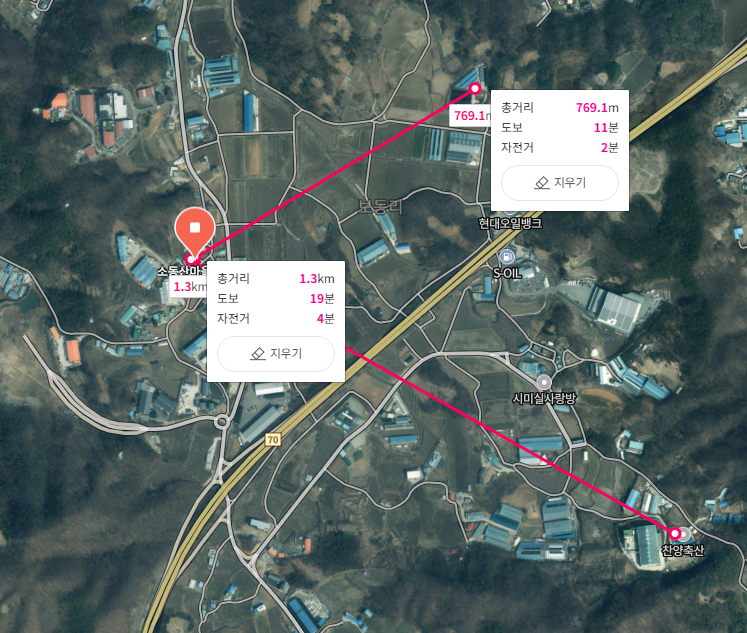 769.1m
총거리 769.1m
도보 11분
자전거 2분
지우기
보동리
현대오일뱅크
S-OIL
소동산마을
1.3km
총거리 1.3km
도보 19분
자전거 4분
지우기
시미실사랑방
70
찬양축산